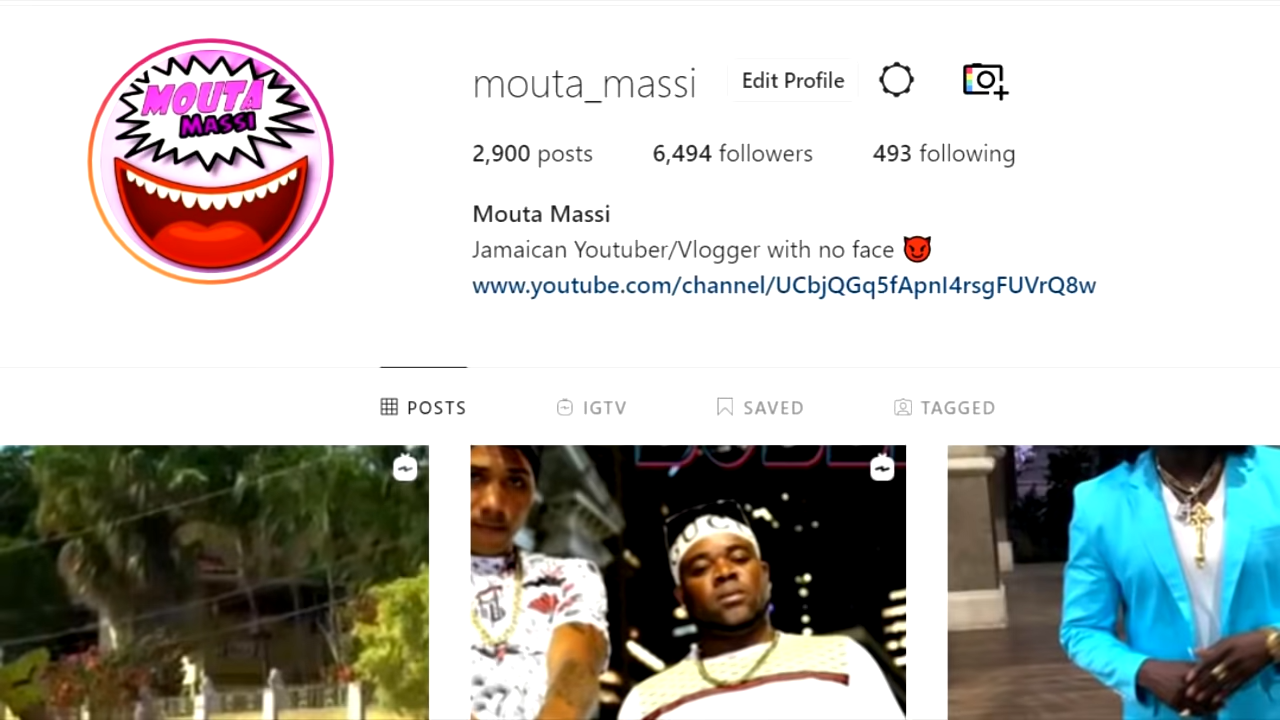 MOUTA
MASSI
mouta_massi Edit Profile
2,900 posts 6,494 followers 493 following
Mouta Massi
Jamaican Youtuber/Vlogger with no face 😈
www.youtube.com/channel/UCbjQGq5fApnI4rsgFUVrQ8w
POSTS IGTV SAVED TAGGED